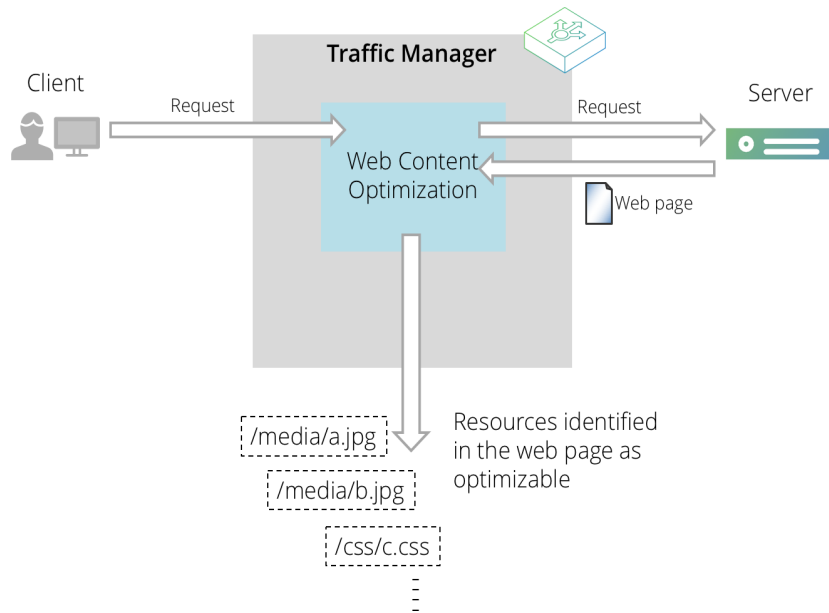 Traffic Manager
Client
Request
Request
Server
Web Content
Optimization
Web page
/media/a.jpg
Resources identified
in the web page as
optimizable
/media/b.jpg
/css/c.css